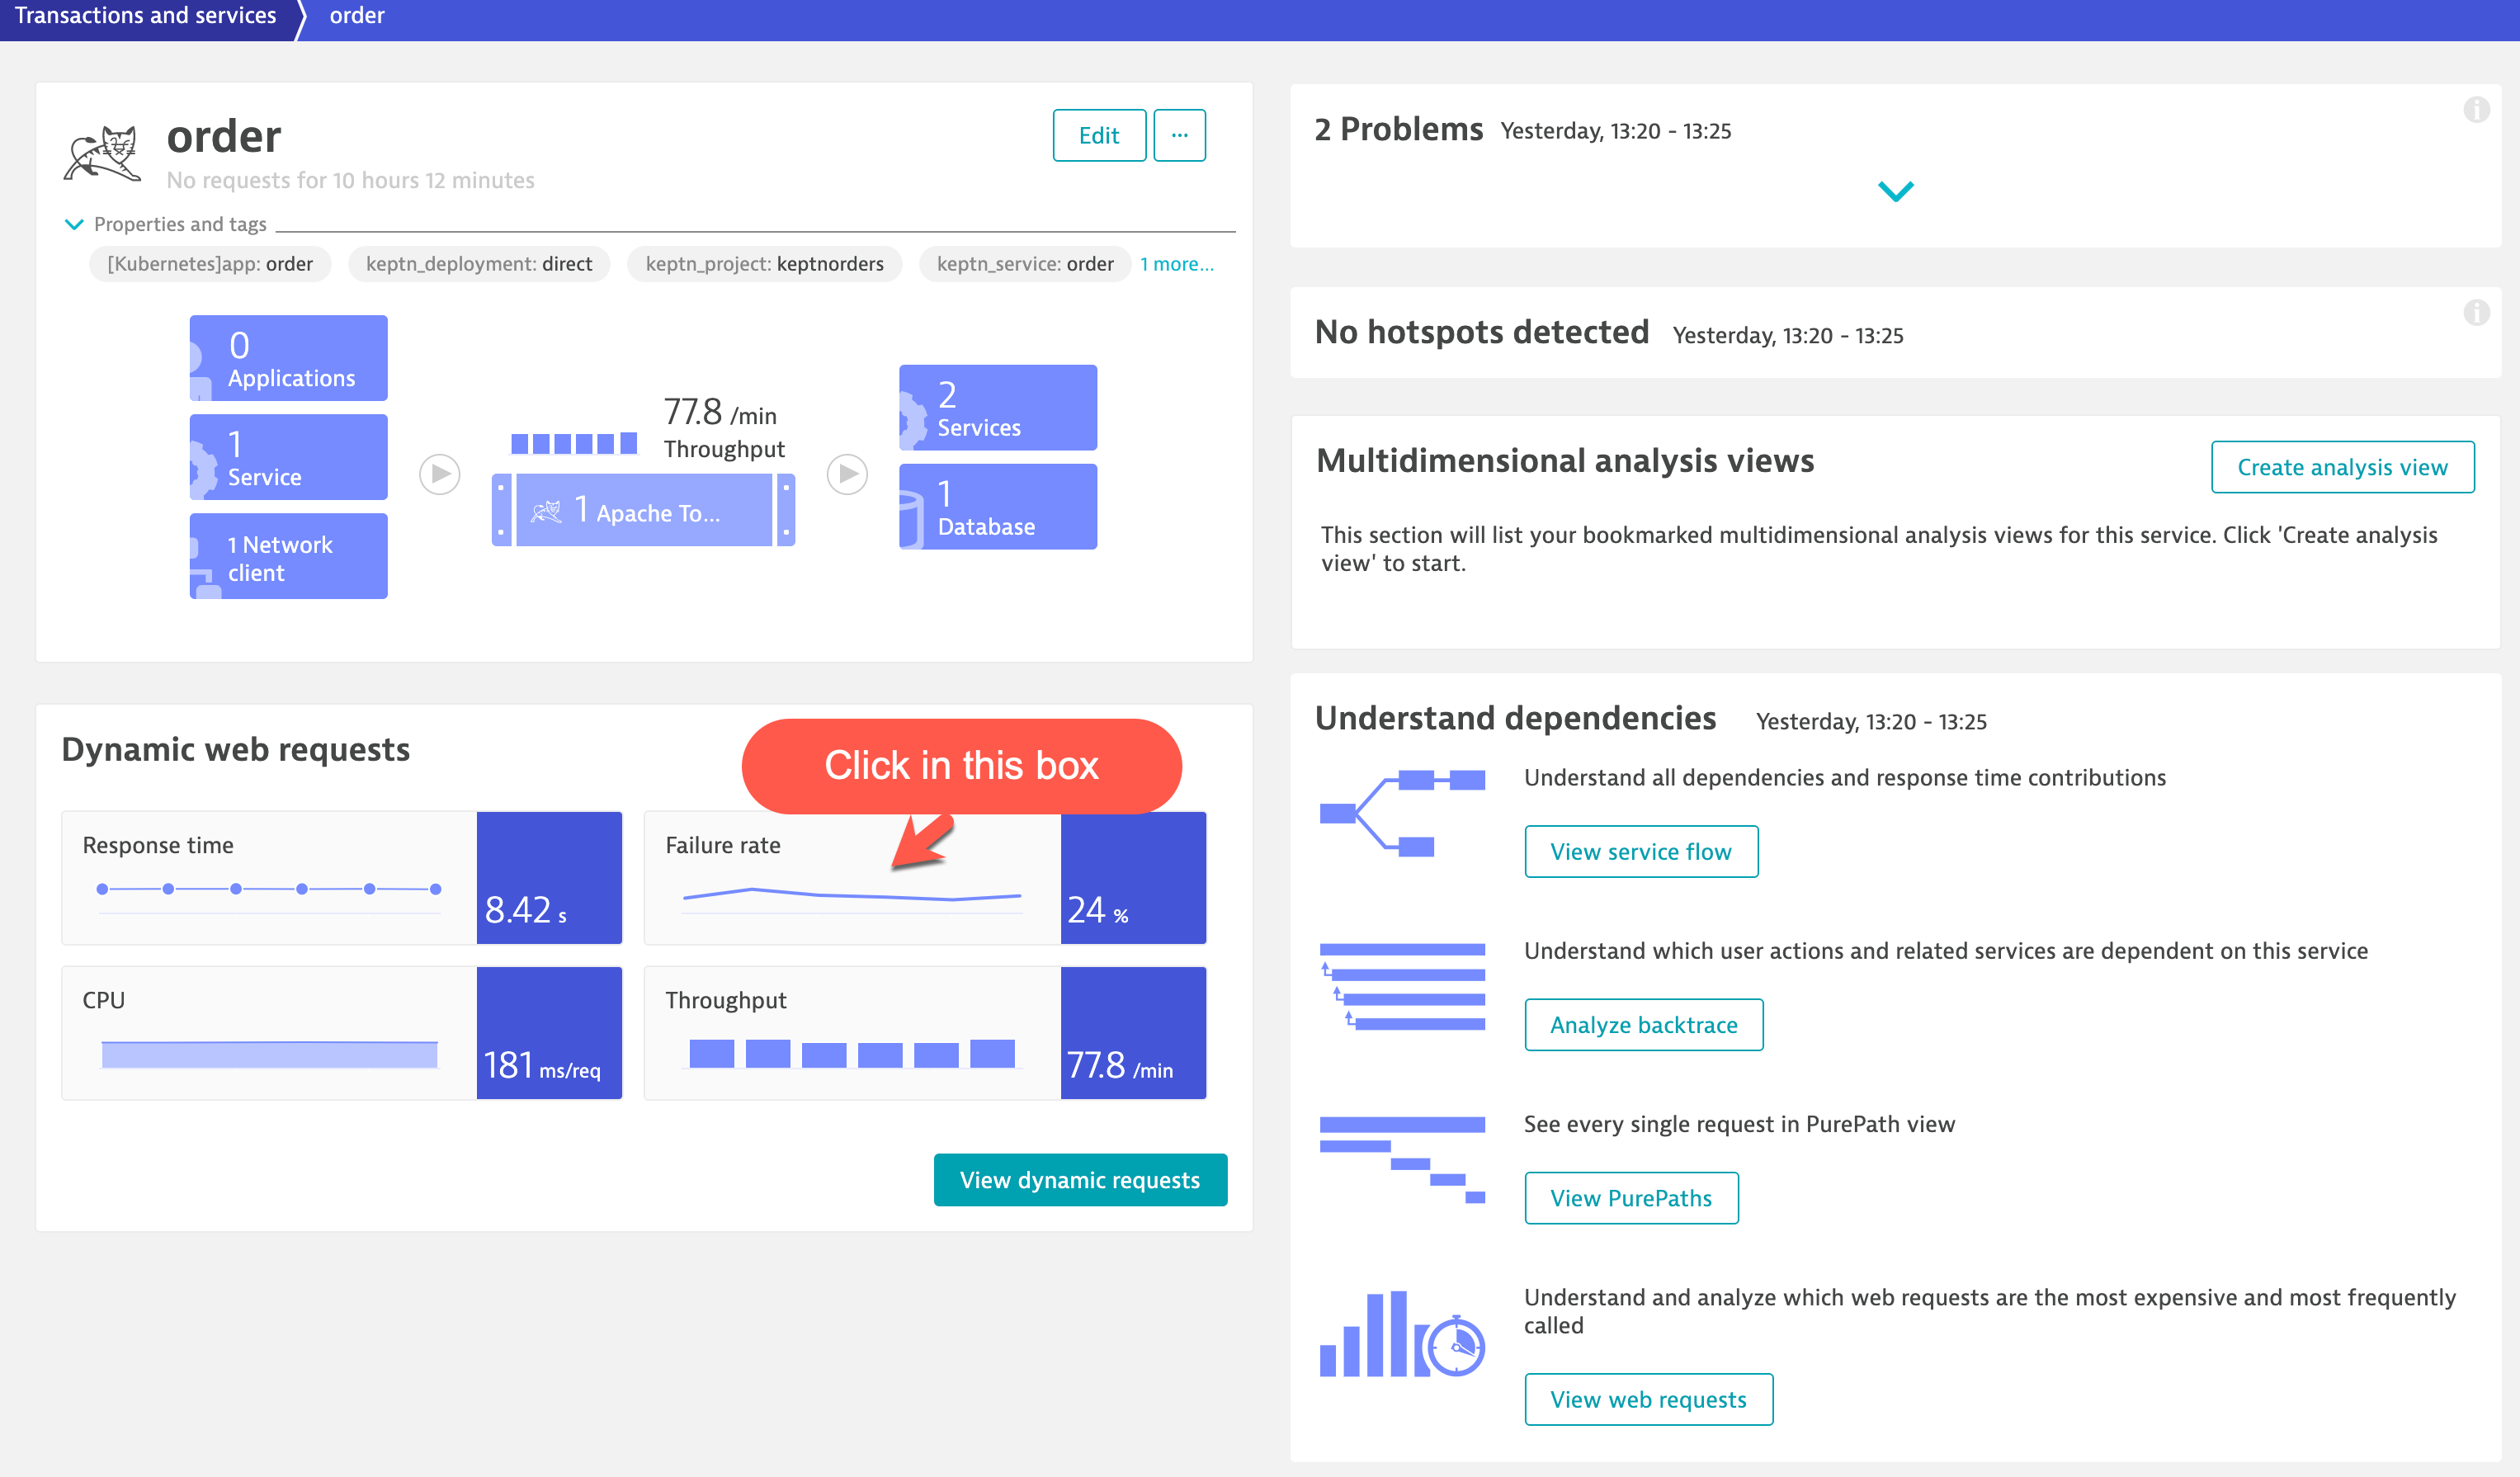 Transactions and services
order
order
No requests for 10 hours 12 minutes
Edit
...
Properties and tags
[Kubernetes]app: order
keptn_deployment: direct
keptn_project: keptnorders
keptn_service: order
1 more...
0
Applications
1
Service
1 Network
client
77.8 /min
Throughput
1 Apache To...
2
Services
1
Database
Dynamic web requests
Click in this box
Response time
8.42 s
Failure rate
24 %
CPU
181 ms/req
Throughput
77.8 /min
View dynamic requests
2 Problems Yesterday, 13:20 - 13:25
No hotspots detected Yesterday, 13:20 - 13:25
Multidimensional analysis views
Create analysis view
This section will list your bookmarked multidimensional analysis views for this service. Click 'Create analysis
view' to start.
Understand dependencies Yesterday, 13:20 - 13:25
Understand all dependencies and response time contributions
View service flow
Understand which user actions and related services are dependent on this service
Analyze backtrace
See every single request in PurePath view
View PurePaths
Understand and analyze which web requests are the most expensive and most frequently
called
View web requests